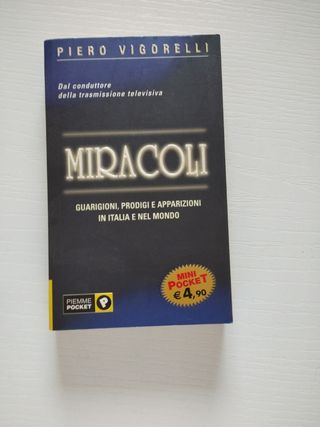 PIERO VIGORELLI
Dal conduttore
della trasmissione televisiva
MIRACOLI
GUARIGIONI, PRODIGI E APPARIZIONI
IN ITALIA E NEL MONDO
MINI
POCKET
€ 4,90
PIEMME
POCKET